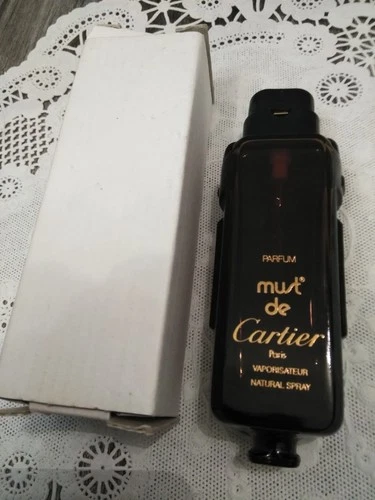 PARFUM
must®
de
Cartier
Paris
VAPORISATEUR
NATURAL SPRAY